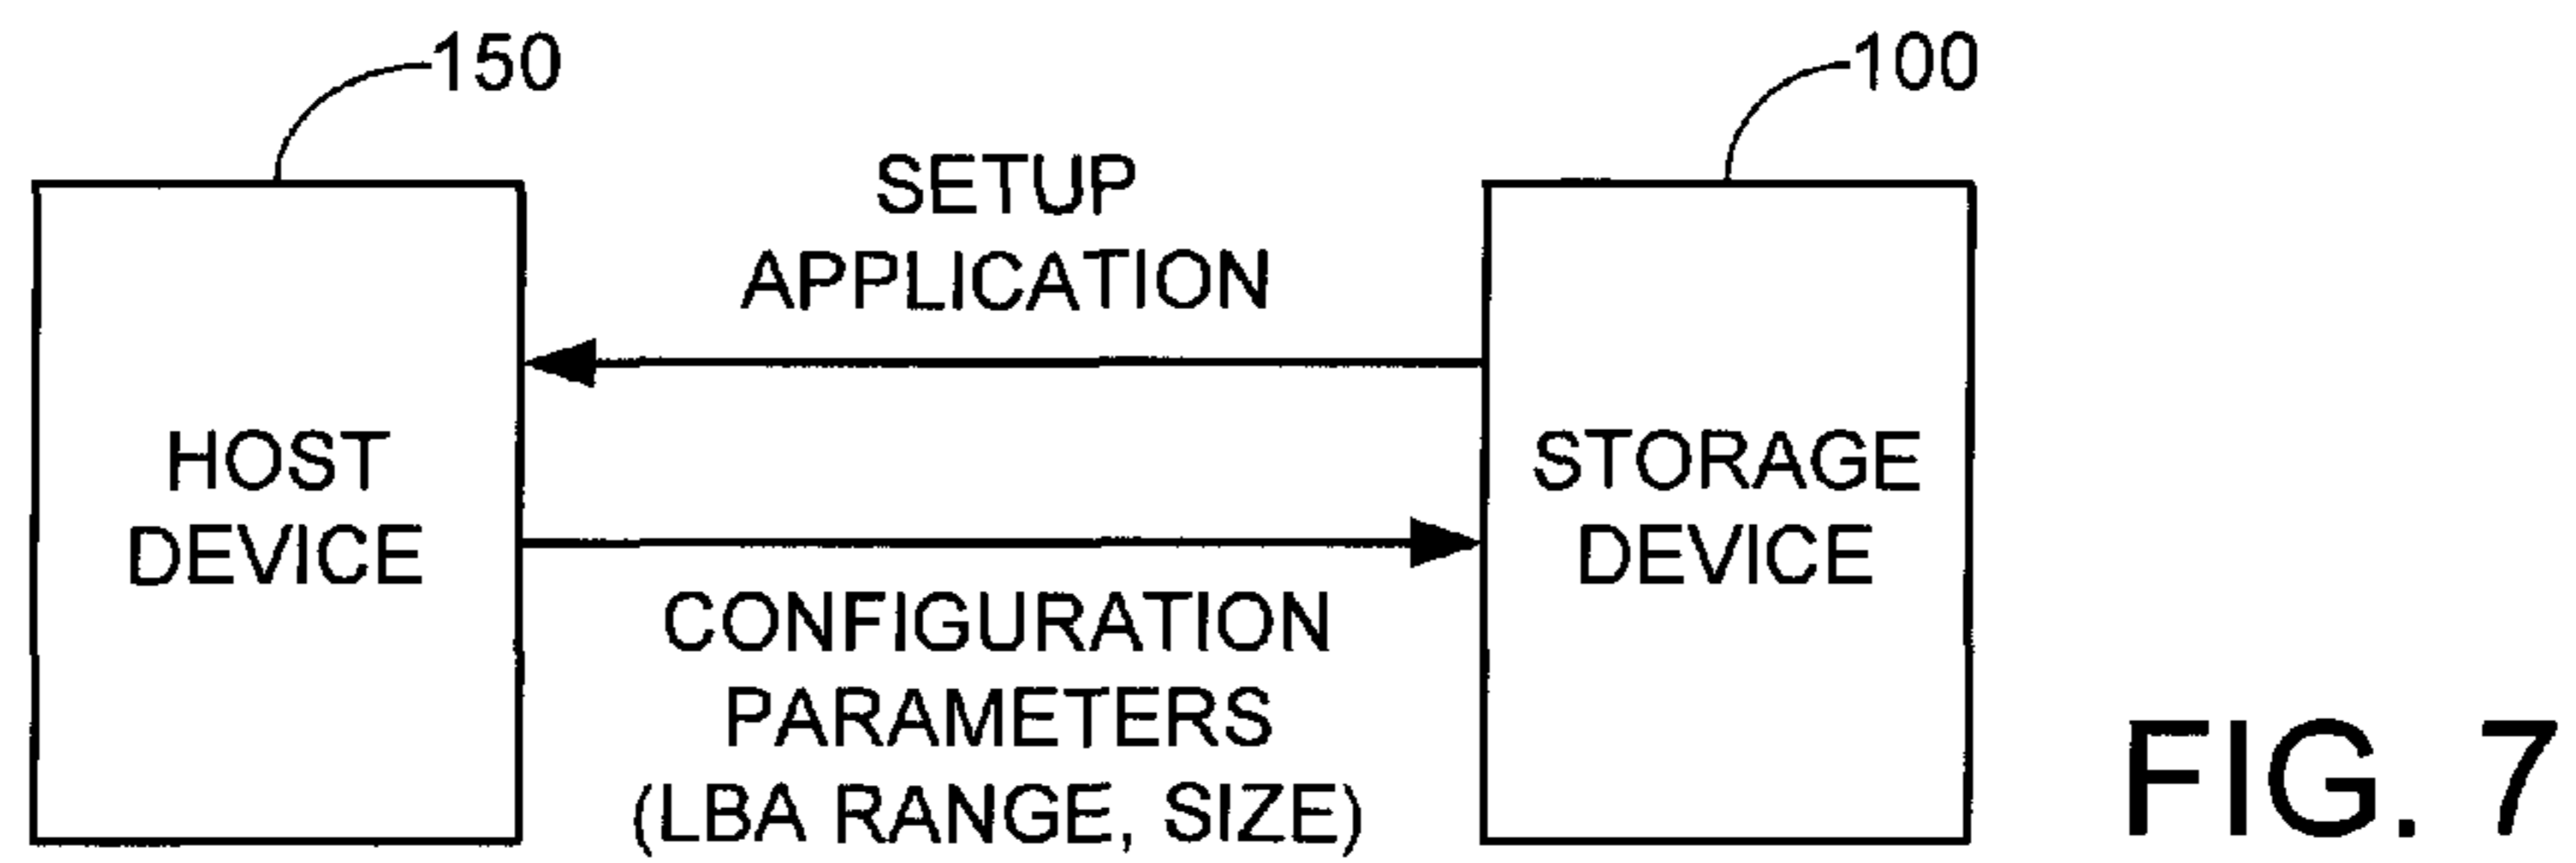 150
100
SETUP
APPLICATION
HOST
DEVICE
STORAGE
DEVICE
CONFIGURATION
PARAMETERS
(LBA RANGE, SIZE)
FIG. 7